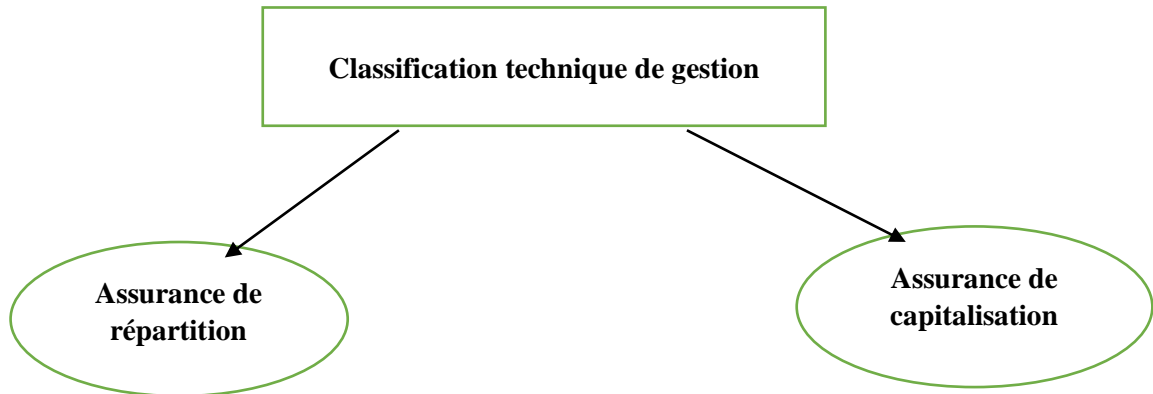 Classification technique de gestion
Assurance de
répartition
Assurance de
capitalisation